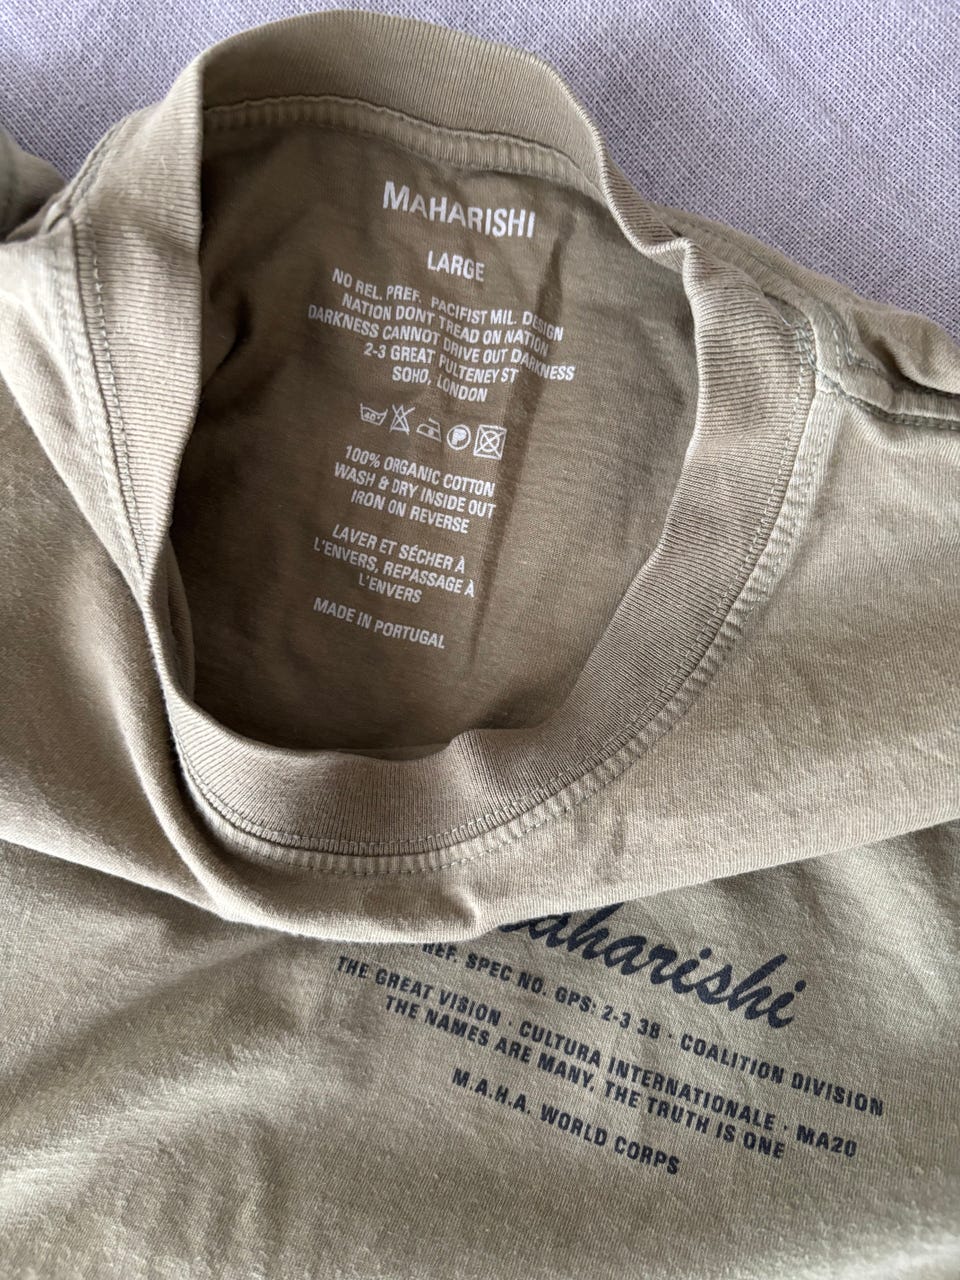 MAHARISHI
LARGE
NO REL. PREF. PACIFIST MIL. DESIGN
NATION DONT TREAD ON NATION
DARKNESS CANNOT DRIVE OUT DARKNESS
2-3 GREAT PULTENEY ST
SOHO, LONDON
40
P
100% ORGANIC COTTON
WASH & DRY INSIDE OUT
IRON ON REVERSE
LAVER ET SÉCHER À
L'ENVERS, REPASSAGE À
L'ENVERS
MADE IN PORTUGAL
aharishi
REF. SPEC NO. GPS: 2-3 38 · COALITION DIVISION
THE GREAT VISION · CULTURA INTERNATIONALE · MA20
THE NAMES ARE MANY, THE TRUTH IS ONE
M.A.H.A. WORLD CORPS